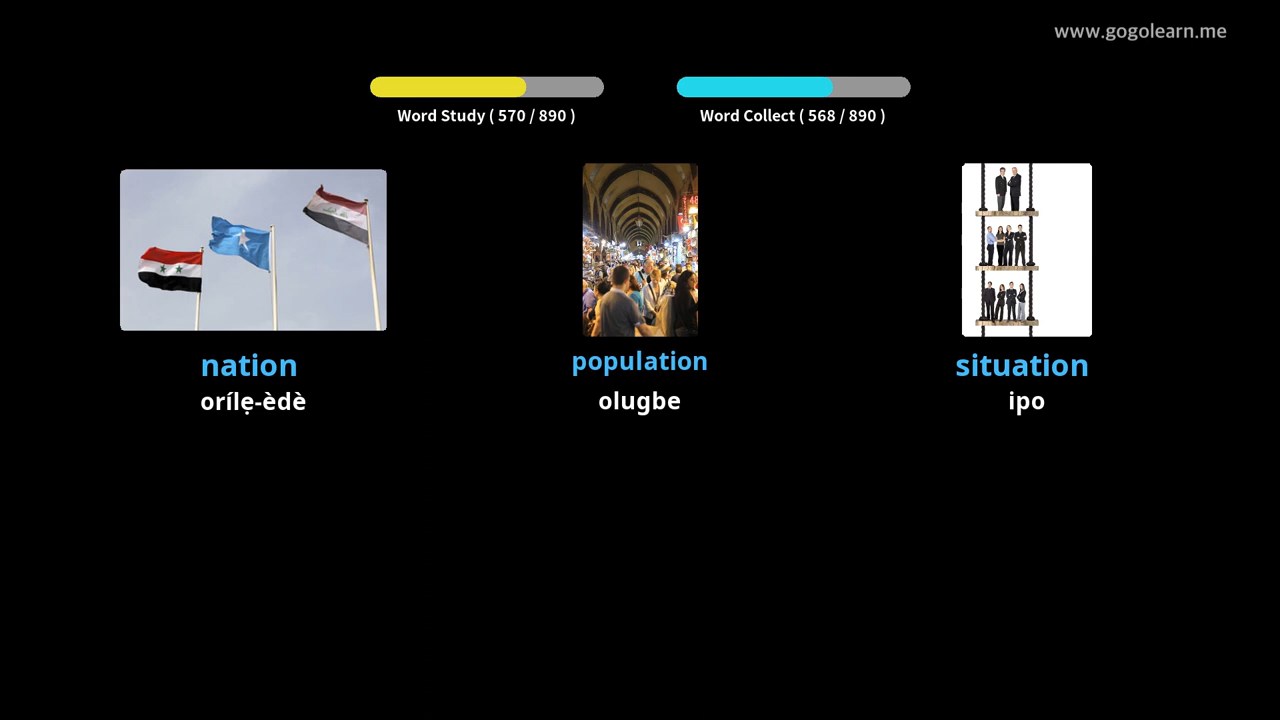 www.gogolearn.me
Word Study ( 570 / 890 )
Word Collect ( 568 / 890 )
nation
orílẹ-èdè
population
olugbe
situation
ipo